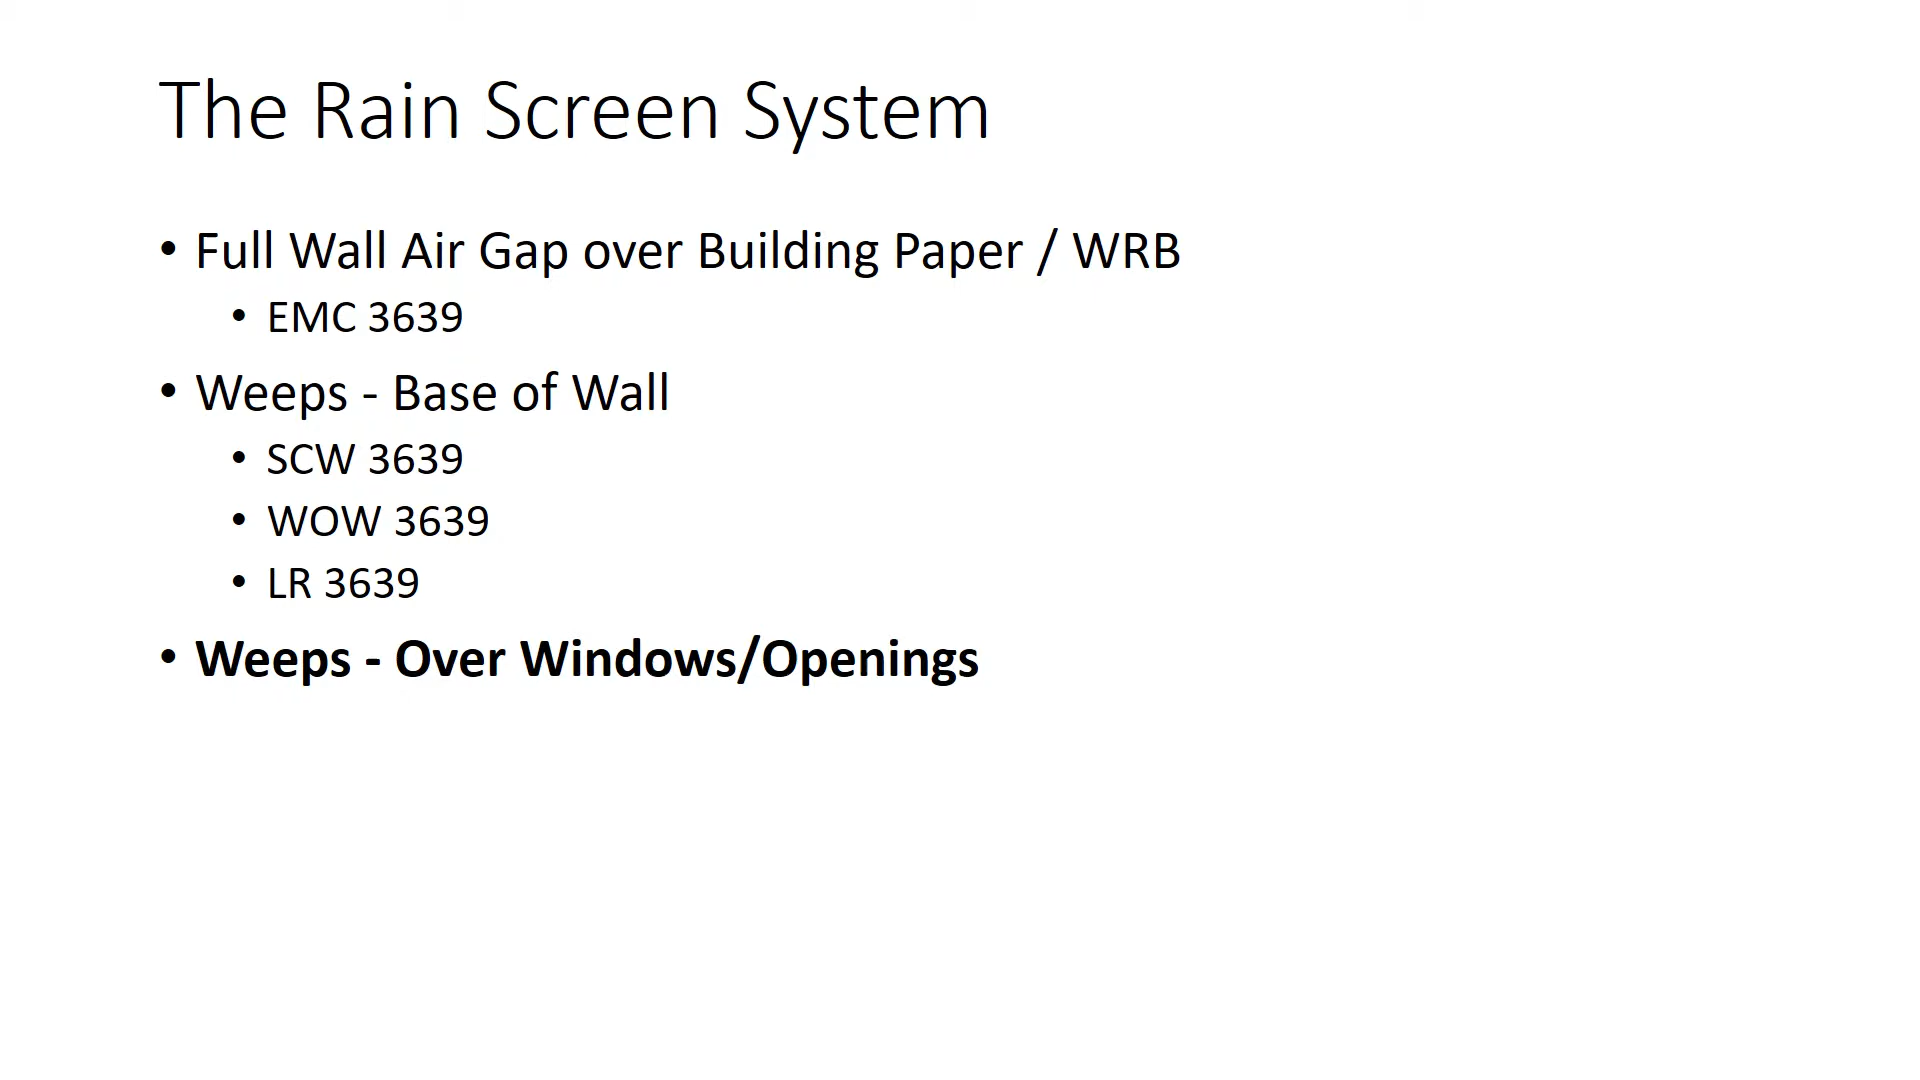 The Rain Screen System
• Full Wall Air Gap over Building Paper / WRB
• EMC 3639
• Weeps - Base of Wall
• SCW 3639
• WOW 3639
• LR 3639
• Weeps - Over Windows/Openings